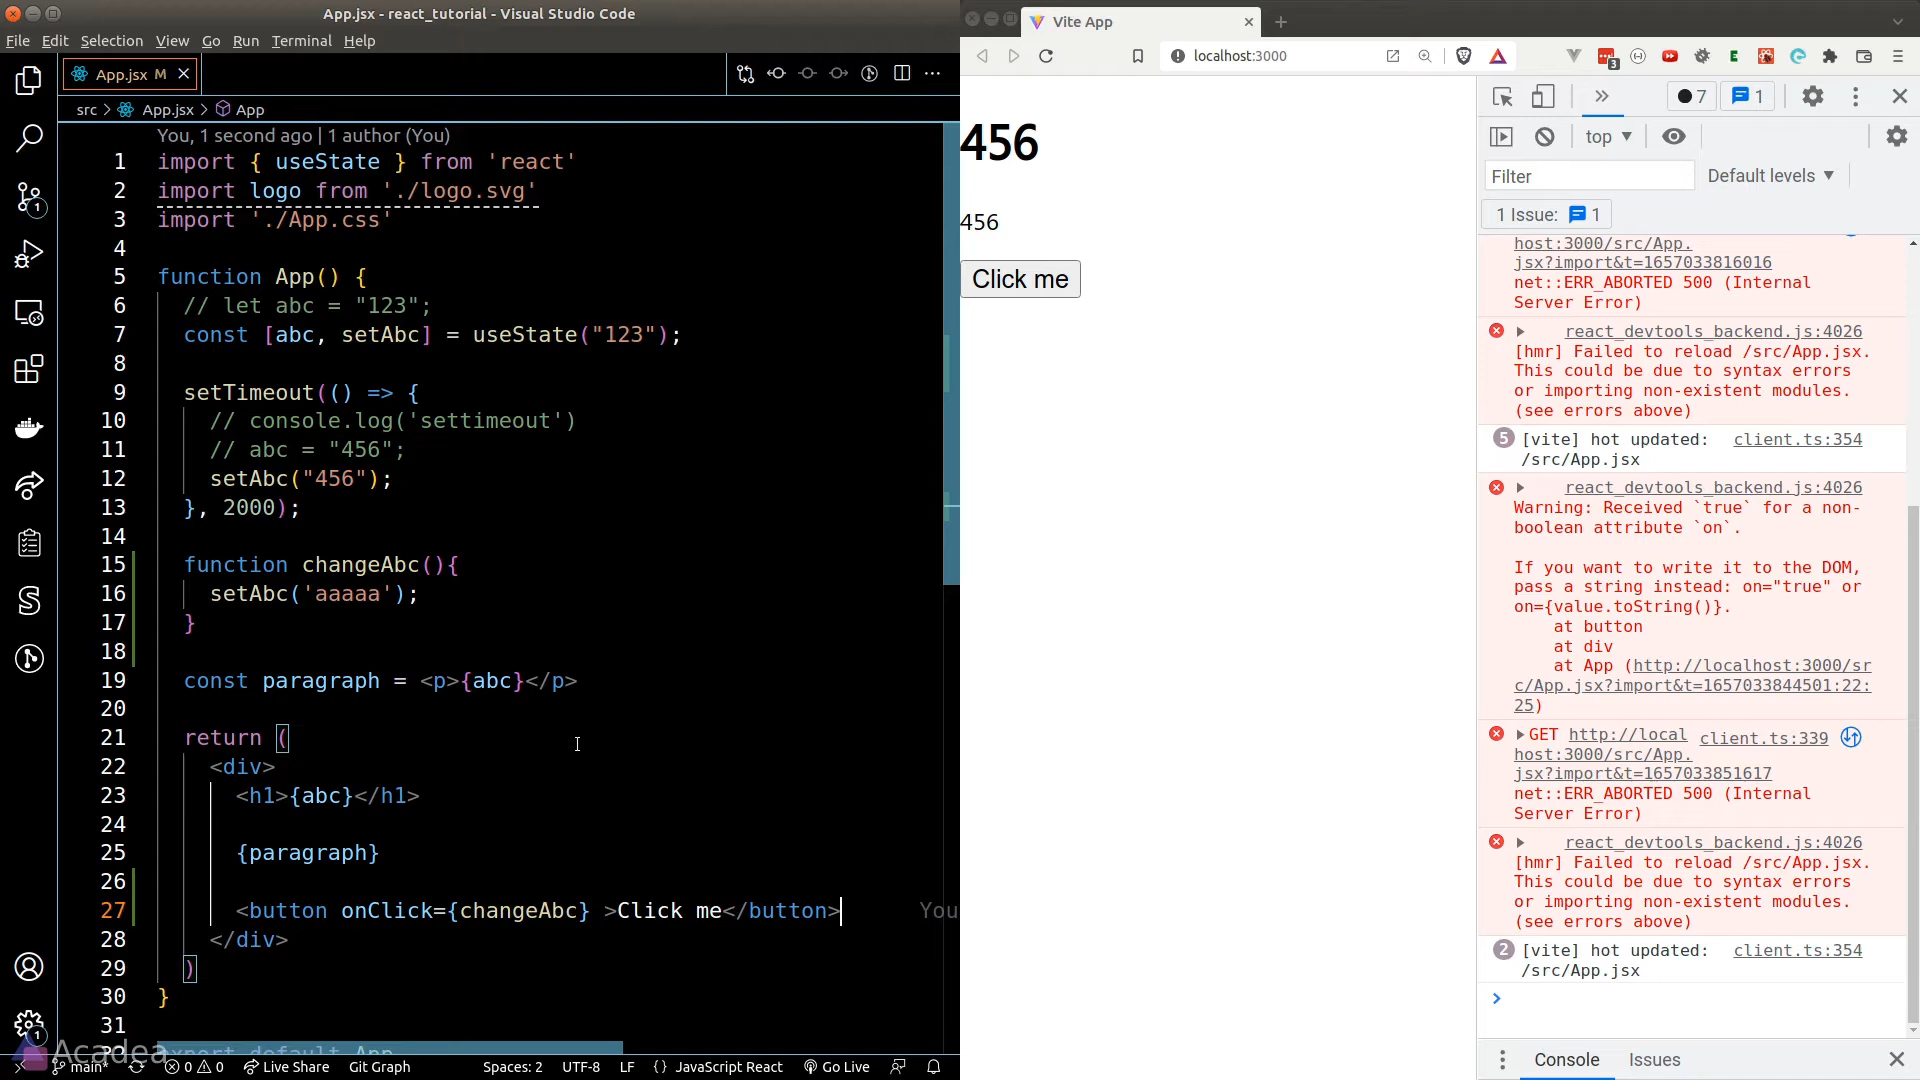 App.jsx - react_tutorial - Visual Studio Code
File Edit Selection View Go Run Terminal Help
App.jsx M
src > App.jsx > App
You, 1 second ago | 1 author (You)
1 import { useState } from 'react'
2 import logo from './logo.svg'
3 import './App.css'
4
5 function App() {
6 // let abc = "123";
7 const [abc, setAbc] = useState("123");
8
9 setTimeout(() => {
10 // console.log('settimeout')
11 // abc = "456";
12 setAbc("456");
13 }, 2000);
14
15 function changeAbc(){
16 setAbc('aaaaa');
17 }
18
19 const paragraph = <p>{abc}</p>
20
21 return (
22 <div>
23 <h1>{abc}</h1>
24
25 {paragraph}
26
27 <button onClick={changeAbc} >Click me</button> You
28 </div>
29 )
30 }
31
export default App
1
1
Acadea
main* 0 0 Live Share Git Graph Spaces: 2 UTF-8 LF {} JavaScript React Go Live
Vite App
localhost:3000
3
456
456
Click me
7 1
top
Filter Default levels
1 Issue: 1
host:3000/src/App.
jsx?import&t=1657033816016
net::ERR_ABORTED 500 (Internal
Server Error)
react_devtools_backend.js:4026
[hmr] Failed to reload /src/App.jsx.
This could be due to syntax errors
or importing non-existent modules.
(see errors above)
5 [vite] hot updated: client.ts:354
/src/App.jsx
react_devtools_backend.js:4026
Warning: Received `true` for a non-
boolean attribute `on`.
If you want to write it to the DOM,
pass a string instead: on="true" or
on={value.toString()}.
at button
at div
at App (http://localhost:3000/sr
c/App.jsx?import&t=1657033844501:22:
25)
GET http://local client.ts:339
host:3000/src/App.
jsx?import&t=1657033851617
net::ERR_ABORTED 500 (Internal
Server Error)
react_devtools_backend.js:4026
[hmr] Failed to reload /src/App.jsx.
This could be due to syntax errors
or importing non-existent modules.
(see errors above)
2 [vite] hot updated: client.ts:354
/src/App.jsx
Console Issues